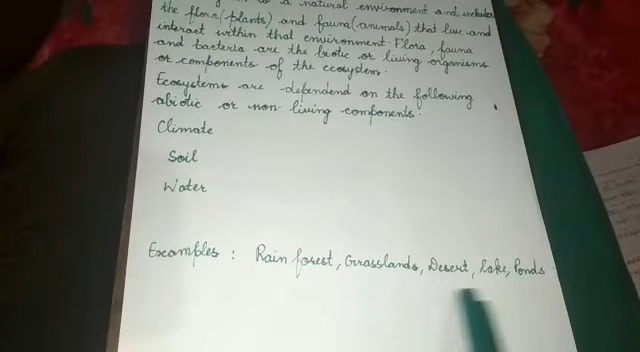 to a natural environment and includes
the flora (plants) and fauna (animals) that live and
interact within that environment. Flora, fauna
and bacteria are the biotic or living organisms
or components of the ecosystem.
Ecosystems are dependend on the following
abiotic or non living components.
Climate
Soil
Water
Examples : Rain forest, Grasslands, Desert, Lake, Ponds